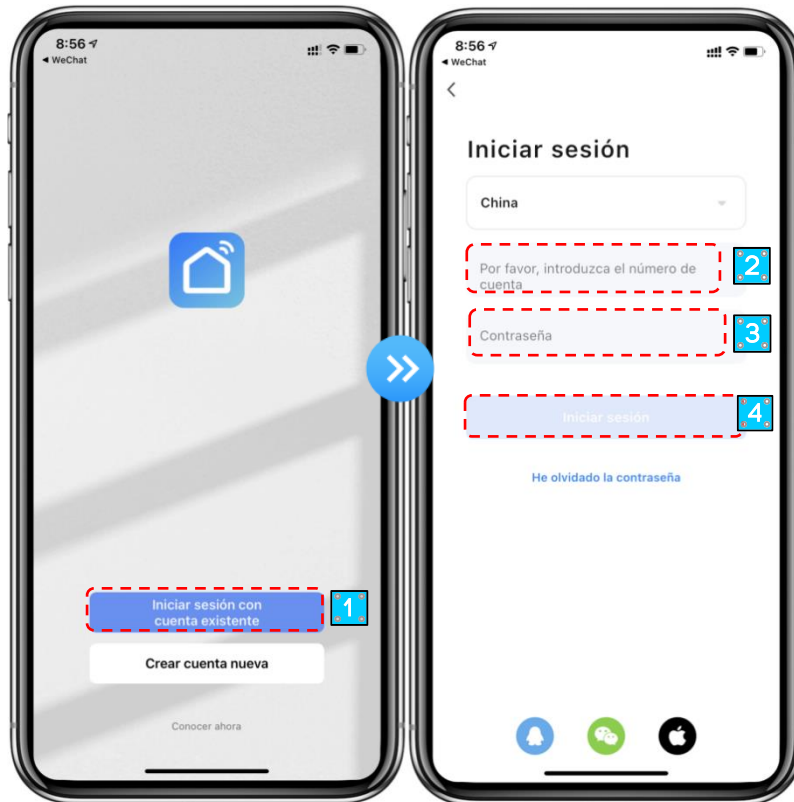 8:56
◀ WeChat
Iniciar sesión con
cuenta existente
1
Crear cuenta nueva
Conocer ahora
8:56
◀ WeChat
Iniciar sesión
China
Por favor, introduzca el número de
cuenta
2
Contraseña
3
Iniciar sesión
4
He olvidado la contraseña